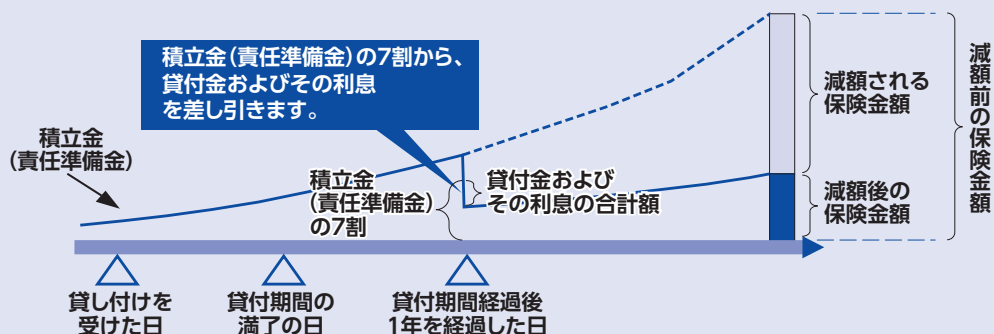 積立金(責任準備金)の7割から、
貸付金およびその利息
を差し引きます。
積立金
(責任準備金)
積立金
(責任準備金)
の7割
貸付金および
その利息の合計額
減額される
保険金額
減額後の
保険金額
減額前の保険金額
貸し付けを
受けた日
貸付期間の
満了の日
貸付期間経過後
1年を経過した日